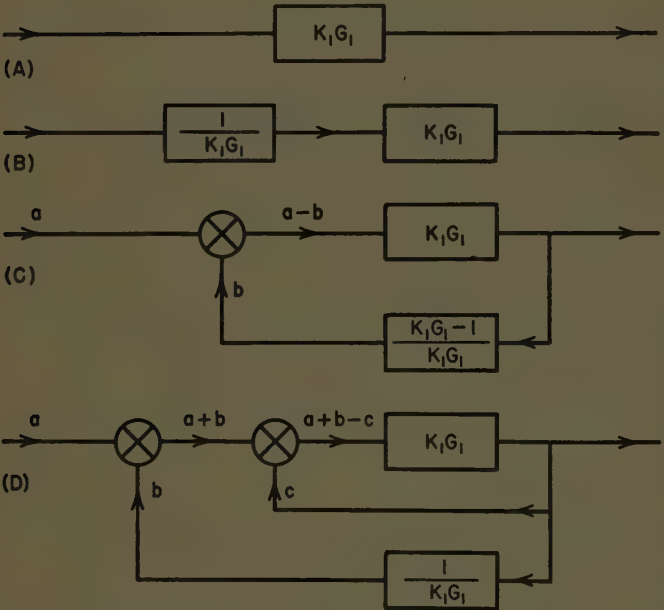 K₁G₁
(A)
1
K₁G₁
K₁G₁
(B)
a
a-b
K₁G₁
(C)
b
K₁G₁-1
K₁G₁
a
a+b
a+b-c
K₁G₁
(D)
b
c
1
K₁G₁